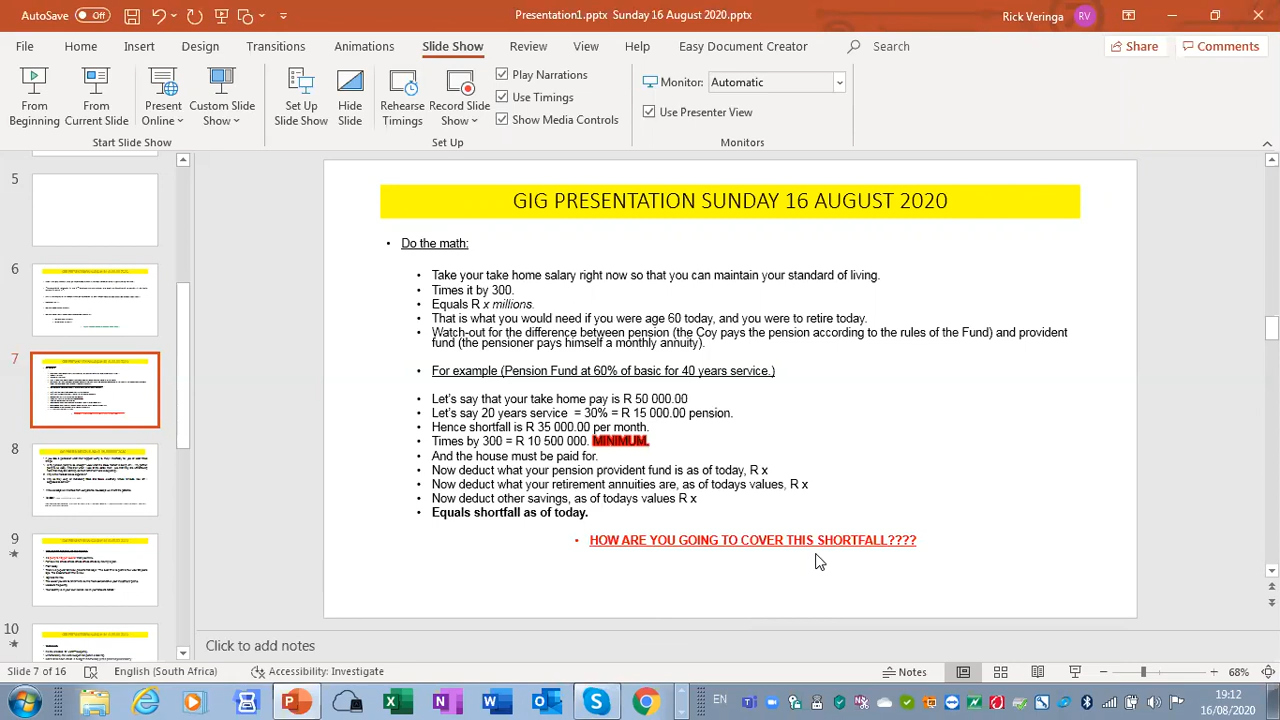 AutoSave Off
Presentation1.pptx Sunday 16 August 2020.pptx
Rick Veringa RV
File Home Insert Design Transitions Animations Slide Show Review View Help Easy Document Creator Search Share Comments
From Beginning
From Current Slide
Present Online
Custom Slide Show
Start Slide Show
Set Up Slide Show
Hide Slide
Rehearse Timings
Record Slide Show
Play Narrations
Use Timings
Show Media Controls
Set Up
Monitor: Automatic
Use Presenter View
Monitors
5
6
7
8
9
10
GIG PRESENTATION SUNDAY 16 AUGUST 2020
• Do the math:
• Take your take home salary right now so that you can maintain your standard of living.
• Times it by 300.
• Equals R x millions.
• That is what you would need if you were age 60 today, and you were to retire today.
• Watch-out for the difference between pension (the Coy pays the pension according to the rules of the Fund) and provident
fund (the pensioner pays himself a monthly annuity).
• For example (Pension Fund at 60% of basic for 40 years service.)
• Let's say that your take home pay is R 50 000.00
• Let's say 20 years service = 30% = R 15 000.00 pension.
• Hence shortfall is R 35 000.00 per month.
• Times by 300 = R 10 500 000. MINIMUM.
• And the house must be paid for.
• Now deduct what your pension provident fund is as of today, R x
• Now deduct what your retirement annuities are, as of todays values, R x
• Now deduct other savings, as of todays values R x
• Equals shortfall as of today.
• HOW ARE YOU GOING TO COVER THIS SHORTFALL????
Click to add notes
Slide 7 of 16 English (South Africa) Accessibility: Investigate Notes 68%
EN
19:12
16/08/2020